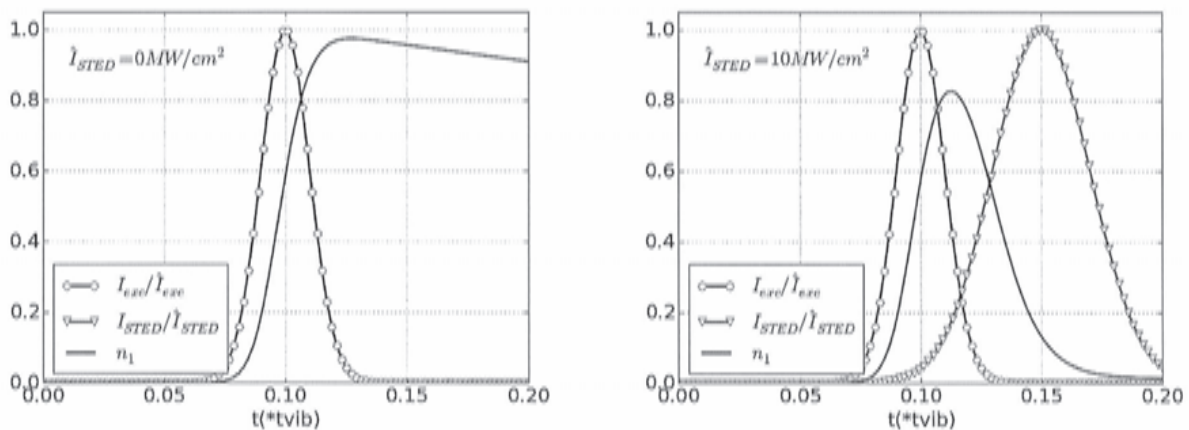 1.0
0.8
0.6
0.4
0.2
0.0
Î_STED = 0MW/cm²
I_exc/Î_exc
I_STED/Î_STED
n₁
0.00 0.05 0.10 0.15 0.20
t(*tvib)
1.0
0.8
0.6
0.4
0.2
0.0
Î_STED = 10MW/cm²
I_exc/Î_exc
I_STED/Î_STED
n₁
0.00 0.05 0.10 0.15 0.20
t(*tvib)